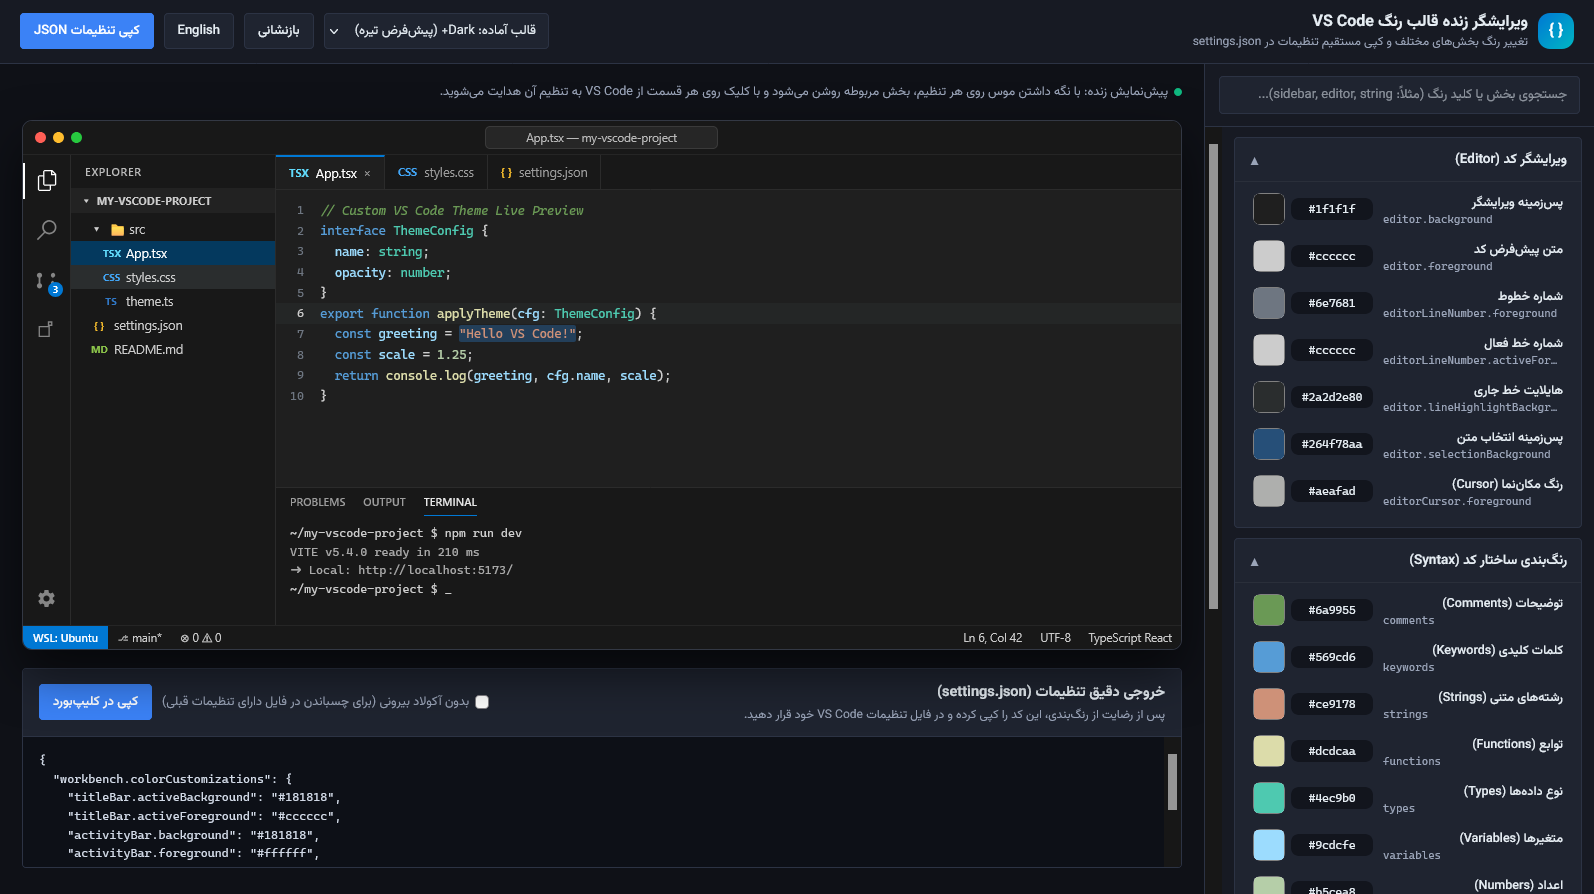 ویرایشگر زنده قالب رنگ VS Code
تغییر رنگ بخش‌های مختلف و کپی مستقیم تنظیمات در settings.json
قالب آماده: Dark+ (پیش‌فرض تیره)
بازنشانی
English
کپی تنظیمات JSON
جستجوی بخش یا کلید رنگ (مثلاً: sidebar, editor, string)...
ویرایشگر کد (Editor)
پس‌زمینه ویرایشگر
editor.background
#1f1f1f
متن پیش‌فرض کد
editor.foreground
#cccccc
شماره خطوط
editorLineNumber.foreground
#6e7681
شماره خط فعال
editorLineNumber.activeFor…
#cccccc
هایلایت خط جاری
editor.lineHighlightBackgr…
#2a2d2e80
پس‌زمینه انتخاب متن
editor.selectionBackground
#264f78aa
رنگ مکان‌نما (Cursor)
editorCursor.foreground
#aeafad
رنگ‌بندی ساختار کد (Syntax)
توضیحات (Comments)
comments
#6a9955
کلمات کلیدی (Keywords)
keywords
#569cd6
رشته‌های متنی (Strings)
strings
#ce9178
توابع (Functions)
functions
#dcdcaa
نوع داده‌ها (Types)
types
#4ec9b0
متغیرها (Variables)
variables
#9cdcfe
اعداد (Numbers)
#b5cea8
پیش‌نمایش زنده: با نگه داشتن موس روی هر تنظیم، بخش مربوطه روشن می‌شود و با کلیک روی هر قسمت از VS Code به تنظیم آن هدایت می‌شوید.
App.tsx — my-vscode-project
EXPLORER
MY-VSCODE-PROJECT
src
TSX App.tsx
CSS styles.css
TS theme.ts
{} settings.json
MD README.md
3
TSX App.tsx ×
CSS styles.css
{} settings.json
1 // Custom VS Code Theme Live Preview
2 interface ThemeConfig {
3 name: string;
4 opacity: number;
5 }
6 export function applyTheme(cfg: ThemeConfig) {
7 const greeting = "Hello VS Code!";
8 const scale = 1.25;
9 return console.log(greeting, cfg.name, scale);
10 }
PROBLEMS OUTPUT TERMINAL
~/my-vscode-project $ npm run dev
VITE v5.4.0 ready in 210 ms
➜ Local: http://localhost:5173/
~/my-vscode-project $ _
WSL: Ubuntu
main*
⊗ 0 ⚠ 0
Ln 6, Col 42
UTF-8
TypeScript React
خروجی دقیق تنظیمات (settings.json)
پس از رضایت از رنگ‌بندی، این کد را کپی کرده و در فایل تنظیمات VS Code خود قرار دهید.
بدون آکولاد بیرونی (برای چسباندن در فایل دارای تنظیمات قبلی)
کپی در کلیپ‌بورد
{
"workbench.colorCustomizations": {
"titleBar.activeBackground": "#181818",
"titleBar.activeForeground": "#cccccc",
"activityBar.background": "#181818",
"activityBar.foreground": "#ffffff",